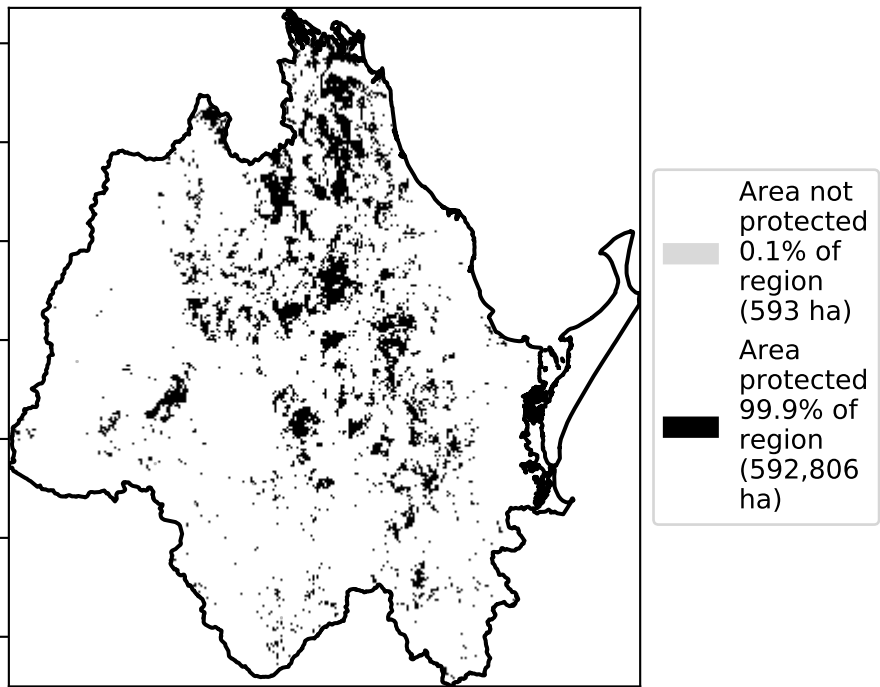 Area not
protected
0.1% of
region
(593 ha)
Area
protected
99.9% of
region
(592,806
ha)